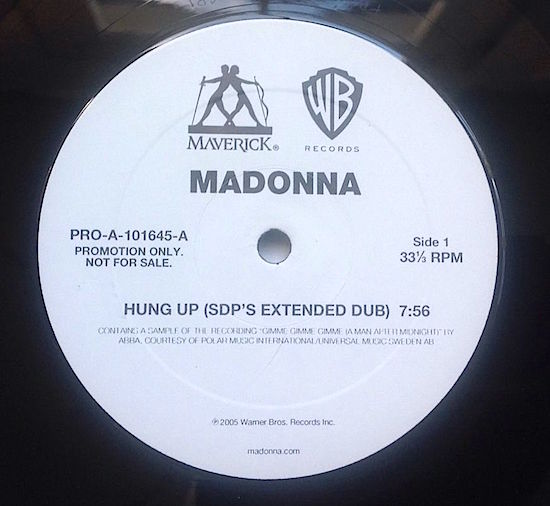 MAVERICK®
WB
RECORDS
MADONNA
PRO-A-101645-A
PROMOTION ONLY.
NOT FOR SALE.
Side 1
33⅓ RPM
HUNG UP (SDP'S EXTENDED DUB) 7:56
CONTAINS A SAMPLE OF THE RECORDING "GIMME GIMME GIMME (A MAN AFTER MIDNIGHT)" BY
ABBA, COURTESY OF POLAR MUSIC INTERNATIONAL/UNIVERSAL MUSIC SWEDEN AB
℗ 2005 Warner Bros. Records Inc.
madonna.com